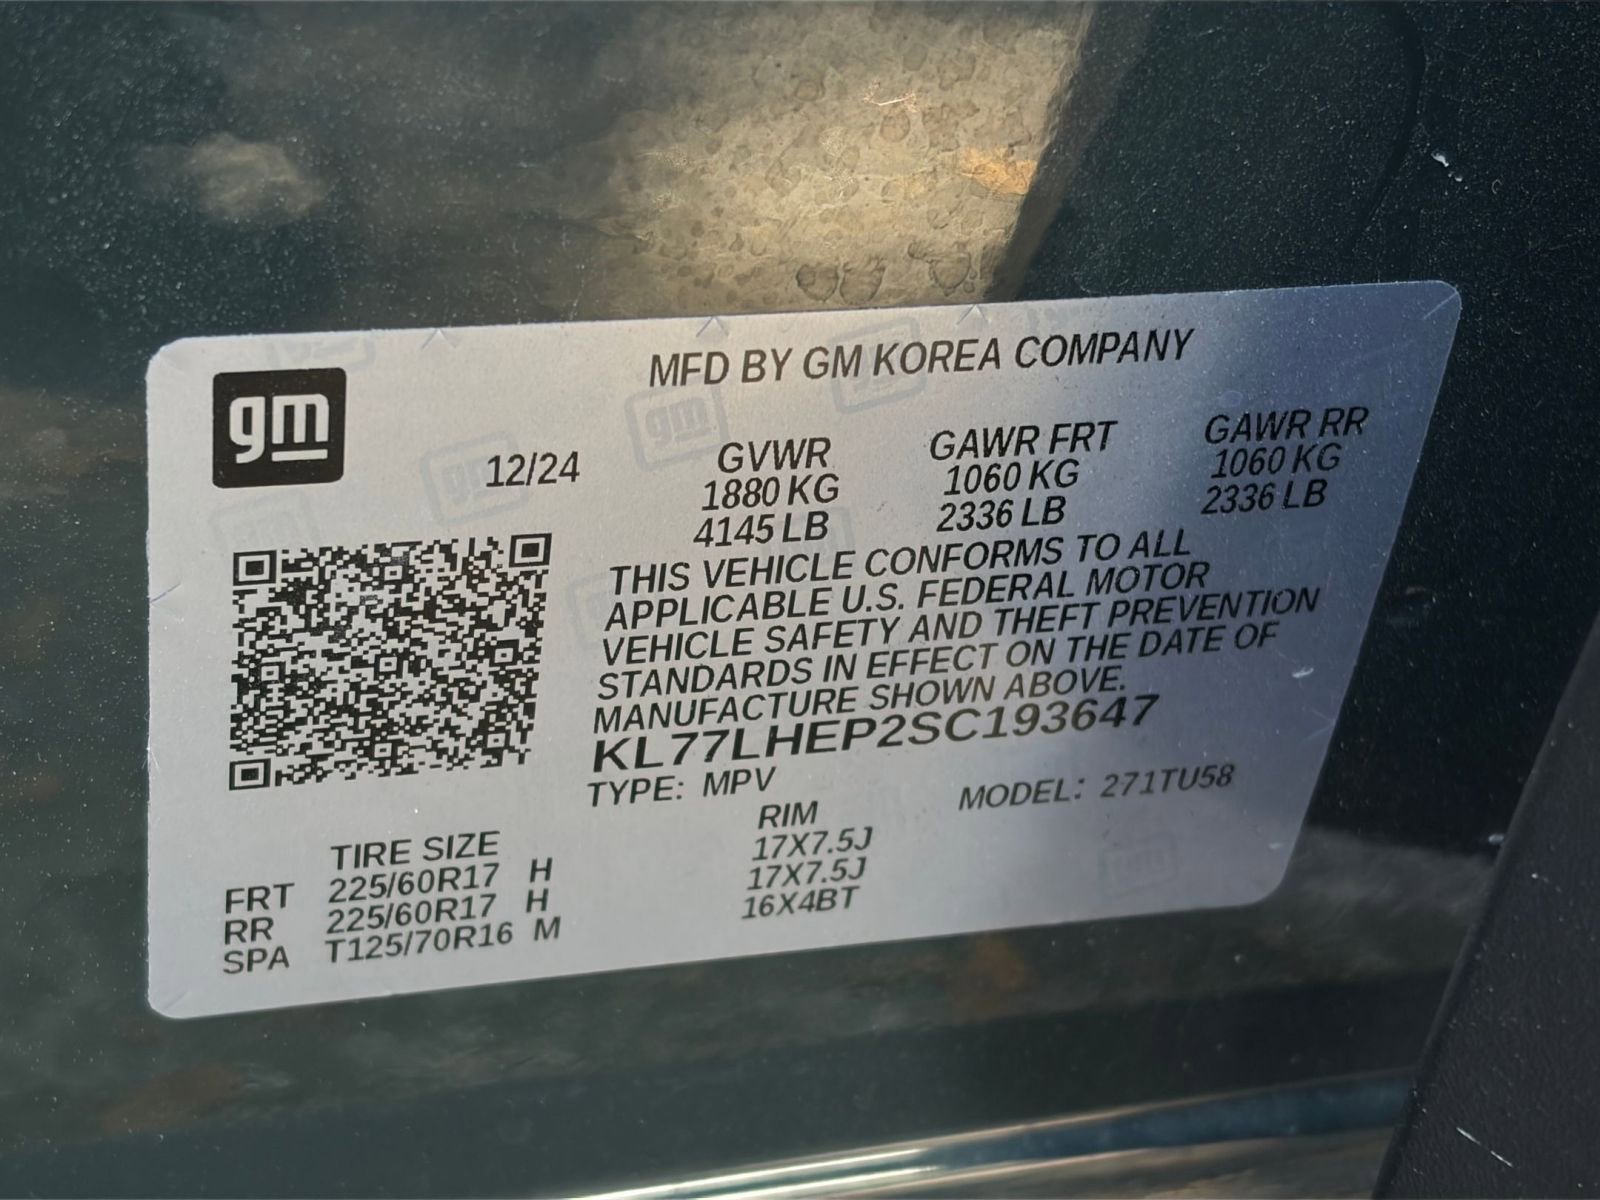 gm
MFD BY GM KOREA COMPANY
12/24
GVWR GAWR FRT GAWR RR
1880 KG 1060 KG 1060 KG
4145 LB 2336 LB 2336 LB
THIS VEHICLE CONFORMS TO ALL
APPLICABLE U.S. FEDERAL MOTOR
VEHICLE SAFETY AND THEFT PREVENTION
STANDARDS IN EFFECT ON THE DATE OF
MANUFACTURE SHOWN ABOVE.
KL77LHEP2SC193647
TYPE: MPV MODEL: 271TU58
TIRE SIZE RIM
FRT 225/60R17 H 17X7.5J
RR 225/60R17 H 17X7.5J
SPA T125/70R16 M 16X4BT